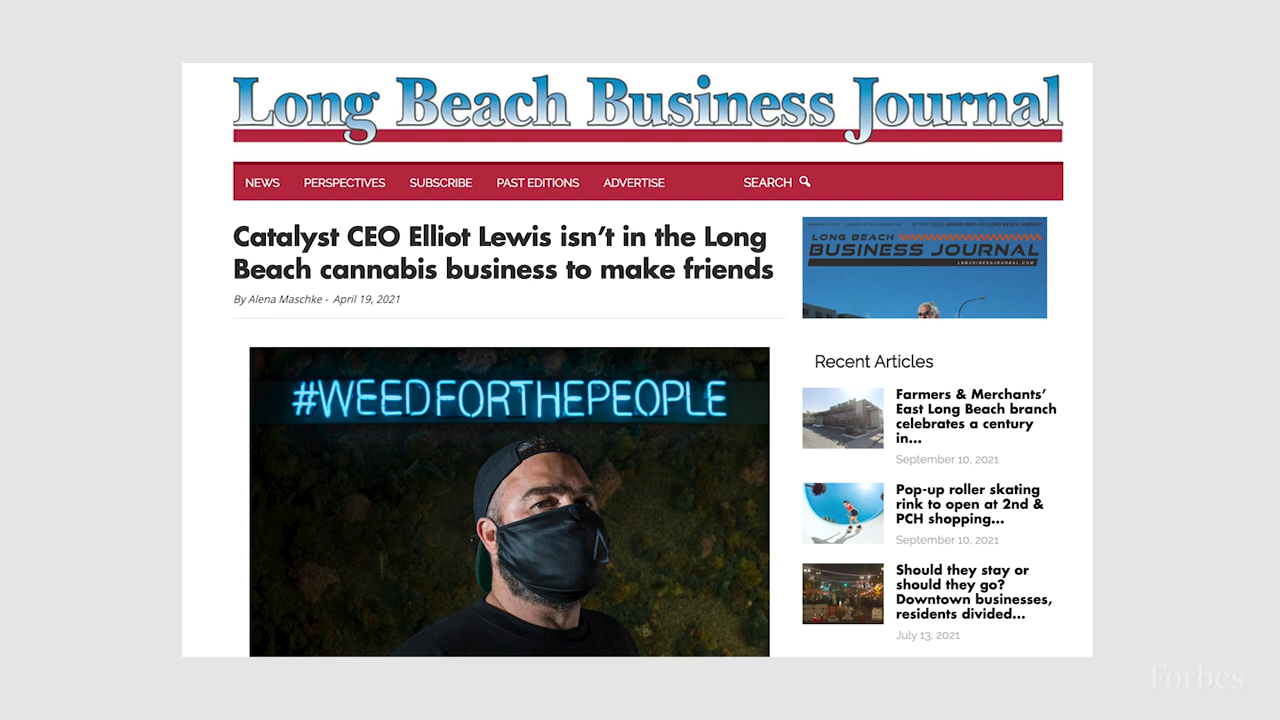 Long Beach Business Journal
NEWS PERSPECTIVES SUBSCRIBE PAST EDITIONS ADVERTISE SEARCH
Catalyst CEO Elliot Lewis isn’t in the Long
Beach cannabis business to make friends
By Alena Maschke - April 19, 2021
#WEEDFORTHEPEOPLE
LONG BEACH
BUSINESS JOURNAL
LBBUSINESSJOURNAL.COM
Recent Articles
Farmers & Merchants’
East Long Beach branch
celebrates a century
in...
September 10, 2021
Pop-up roller skating
rink to open at 2nd &
PCH shopping...
September 10, 2021
Should they stay or
should they go?
Downtown businesses,
residents divided...
July 13, 2021
Forbes